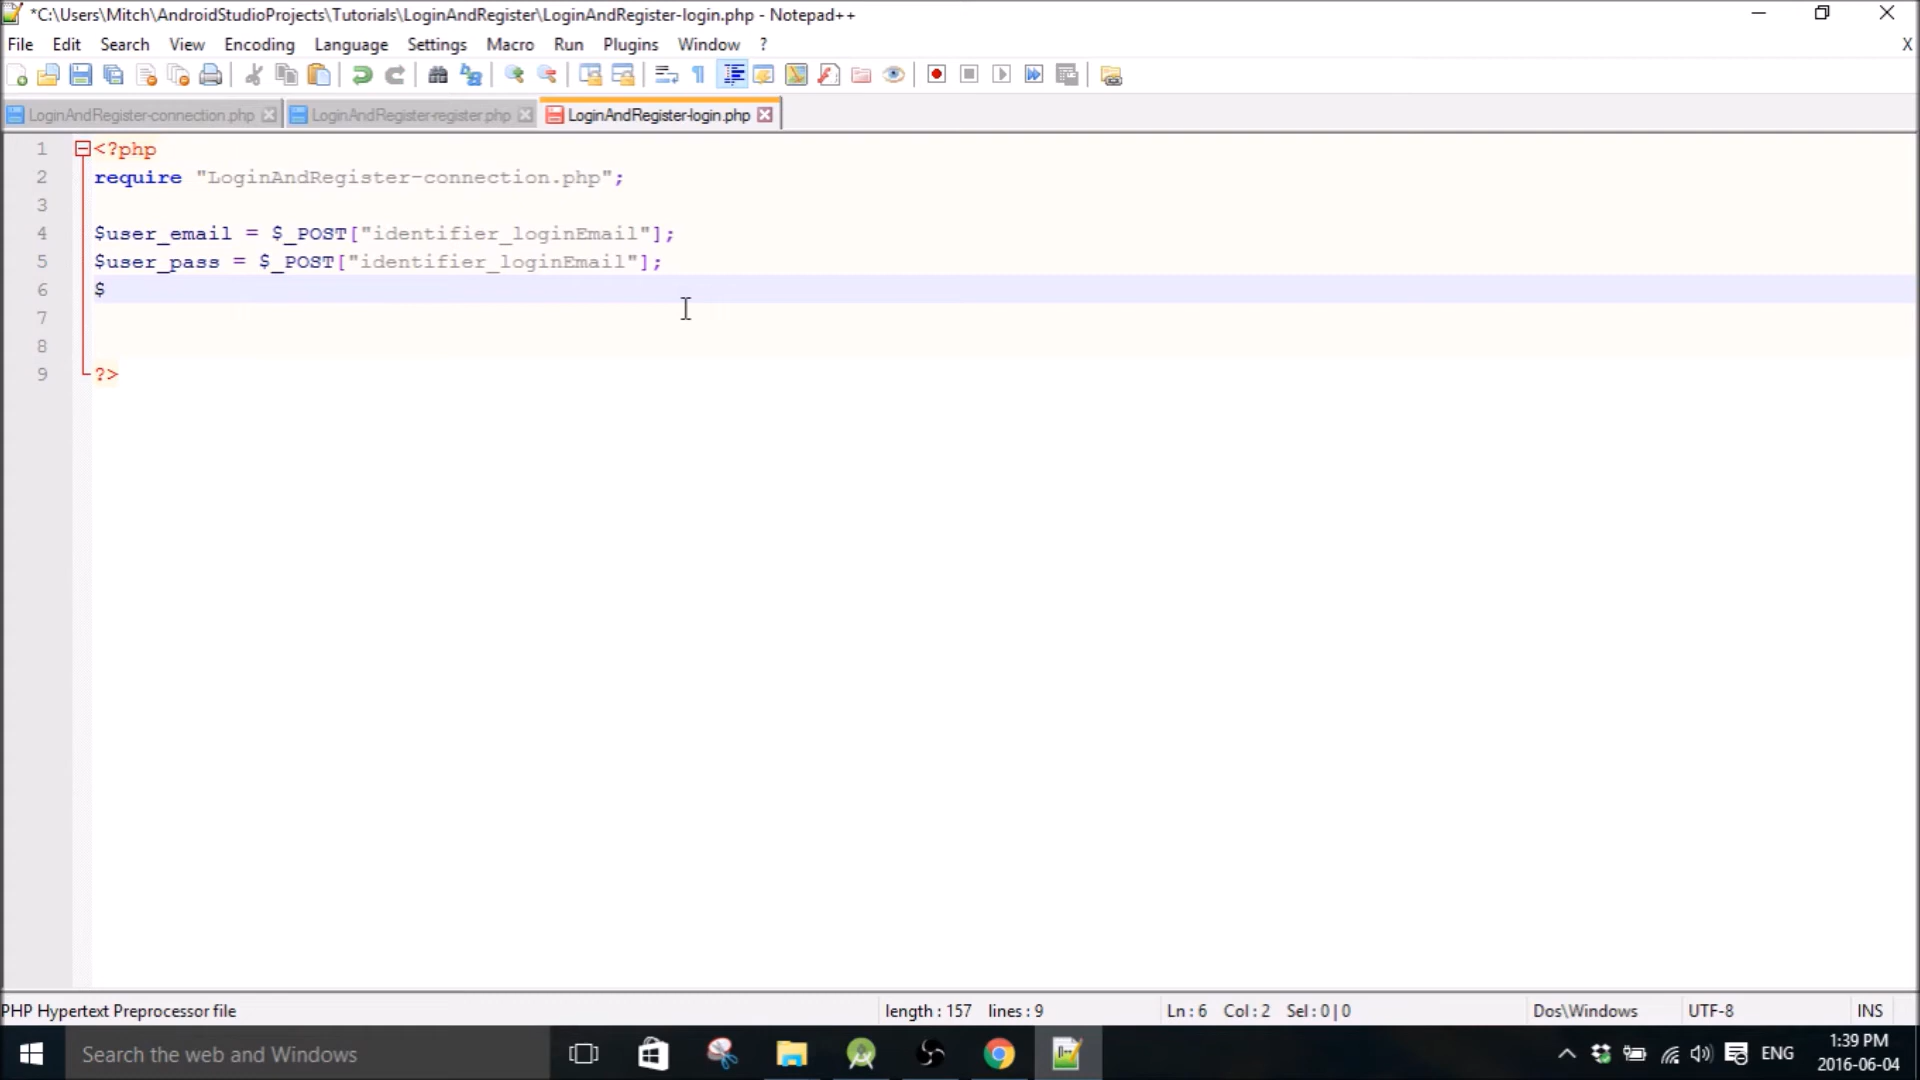 *C:\Users\Mitch\AndroidStudioProjects\Tutorials\LoginAndRegister\LoginAndRegister-login.php - Notepad++
File Edit Search View Encoding Language Settings Macro Run Plugins Window ? X
LoginAndRegister-connection.php LoginAndRegister-register.php LoginAndRegister-login.php
1 <?php
2 require "LoginAndRegister-connection.php";
3
4 $user_email = $_POST["identifier_loginEmail"];
5 $user_pass = $_POST["identifier_loginEmail"];
6 $
7
8
9 ?>
PHP Hypertext Preprocessor file length : 157 lines : 9 Ln : 6 Col : 2 Sel : 0 | 0 Dos\Windows UTF-8 INS
Search the web and Windows ENG 1:39 PM
2016-06-04